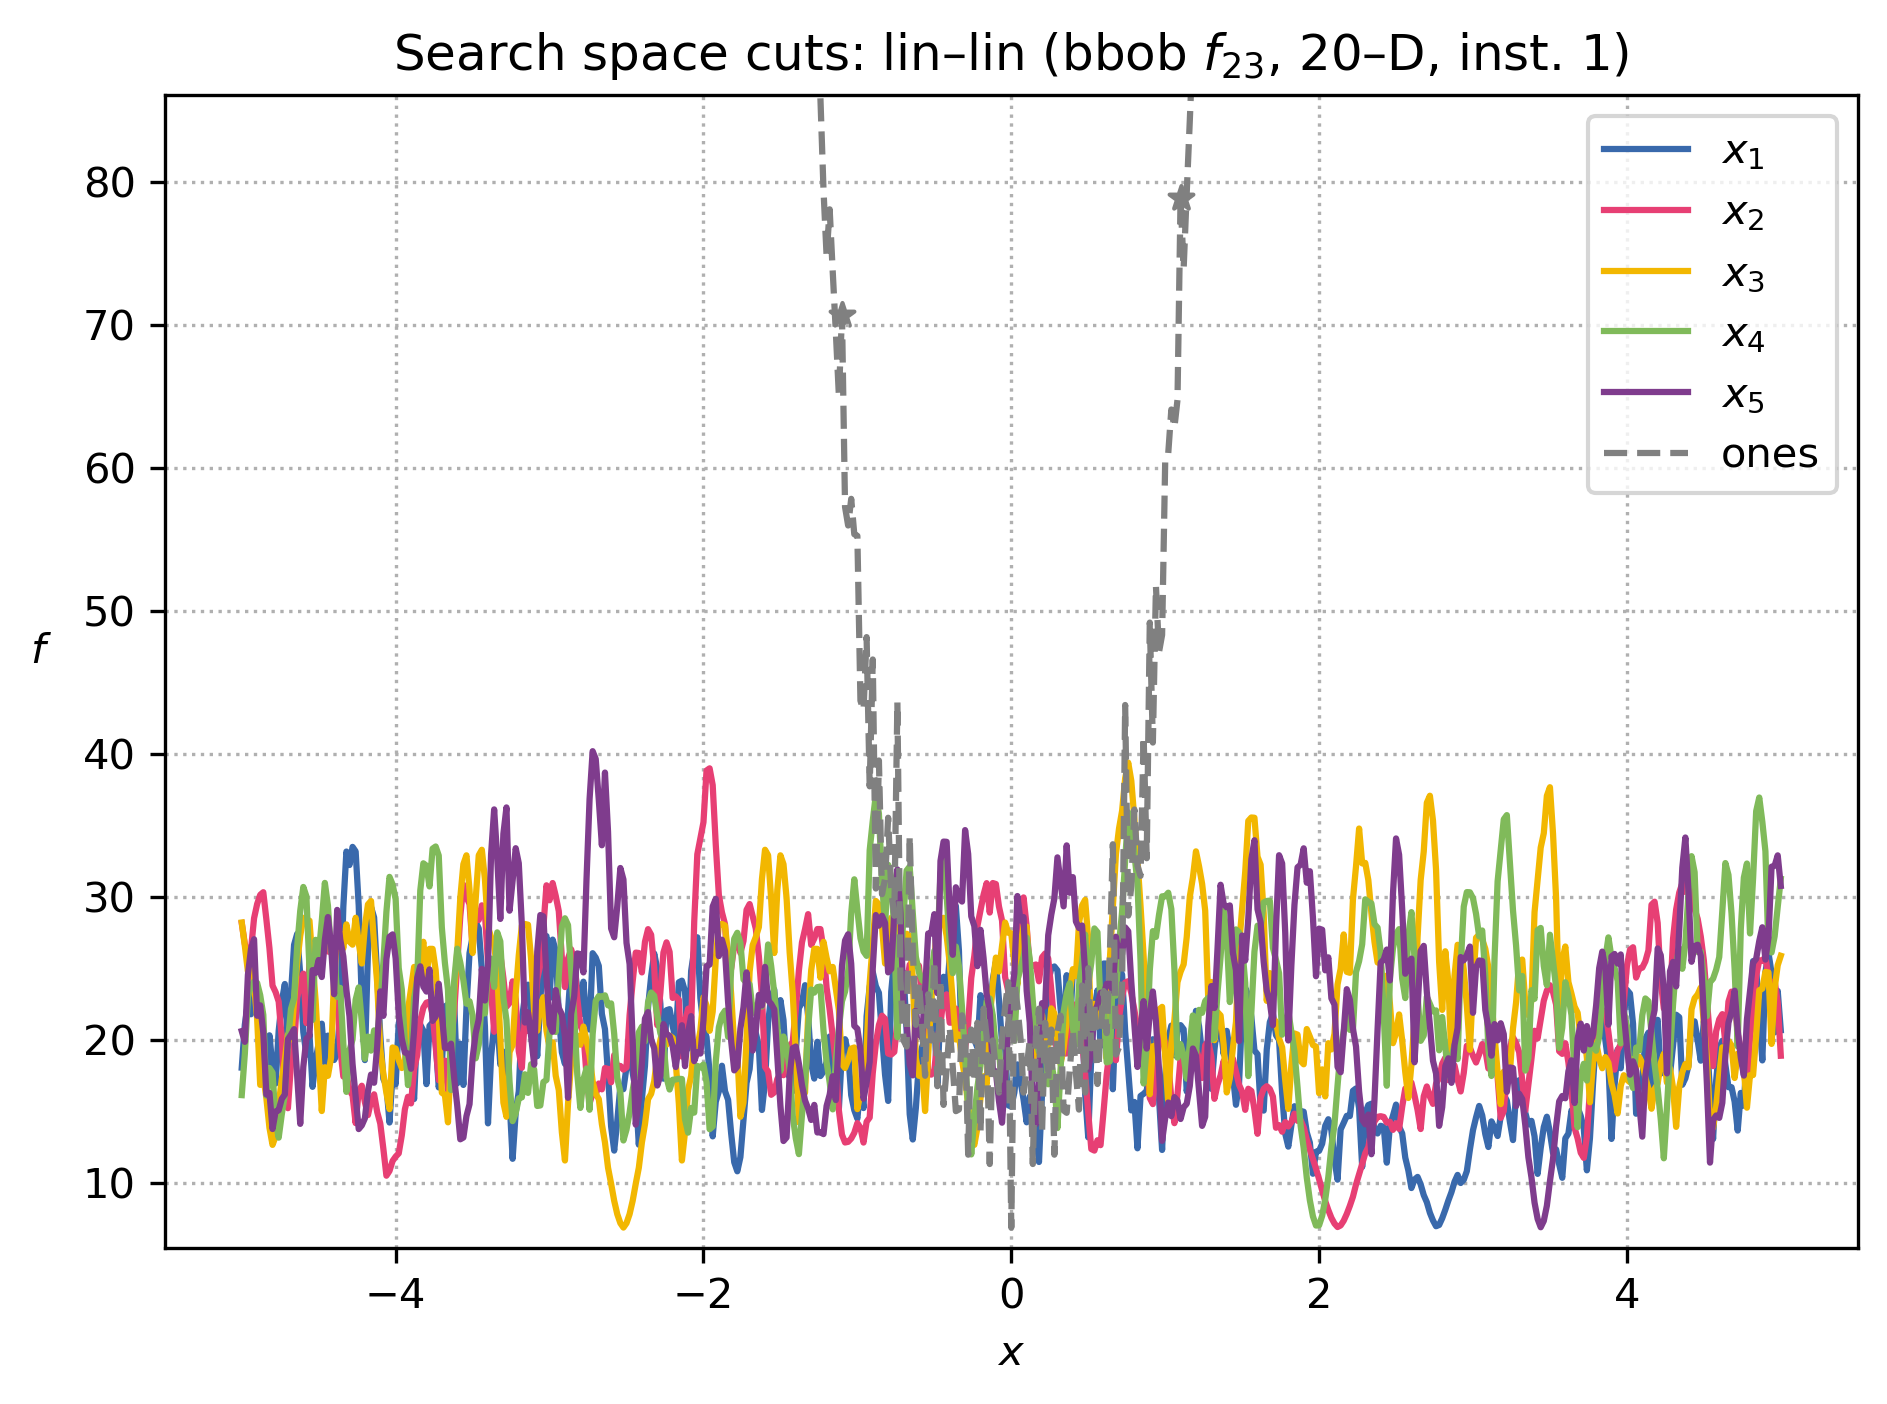 Search space cuts: lin–lin (bbob f₂₃, 20–D, inst. 1)
80
70
60
50
40
30
20
10
f
−4
−2
0
2
4
x
x₁
x₂
x₃
x₄
x₅
ones